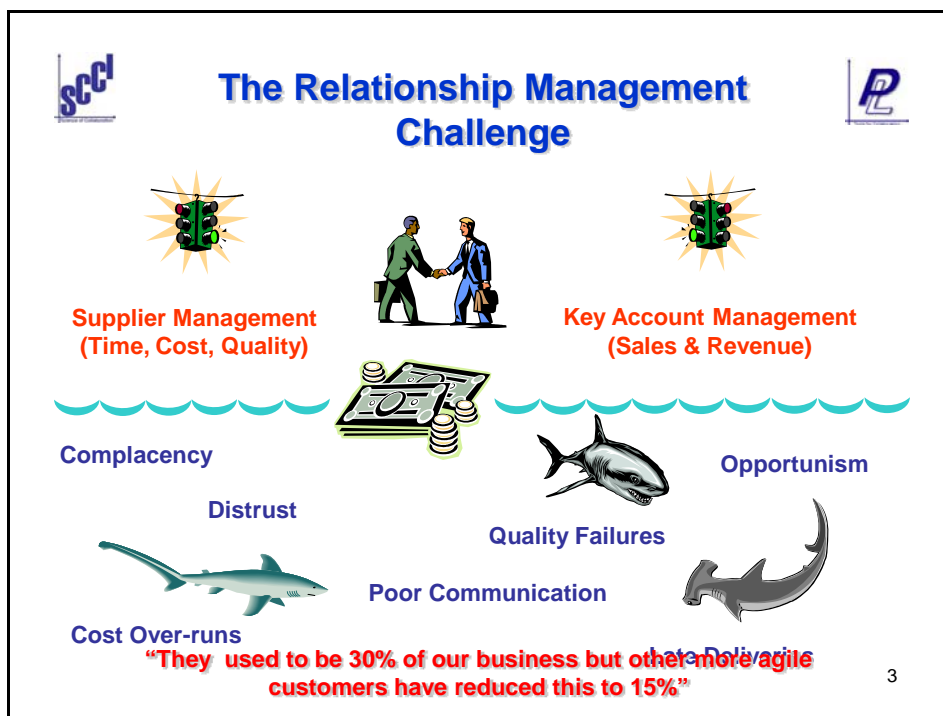 SCCI
The Relationship Management
Challenge
Supplier Management
(Time, Cost, Quality)
Key Account Management
(Sales & Revenue)
Complacency
Opportunism
Distrust
Quality Failures
Poor Communication
Cost Over-runs
Late Deliveries
“They used to be 30% of our business but other more agile
customers have reduced this to 15%”
3